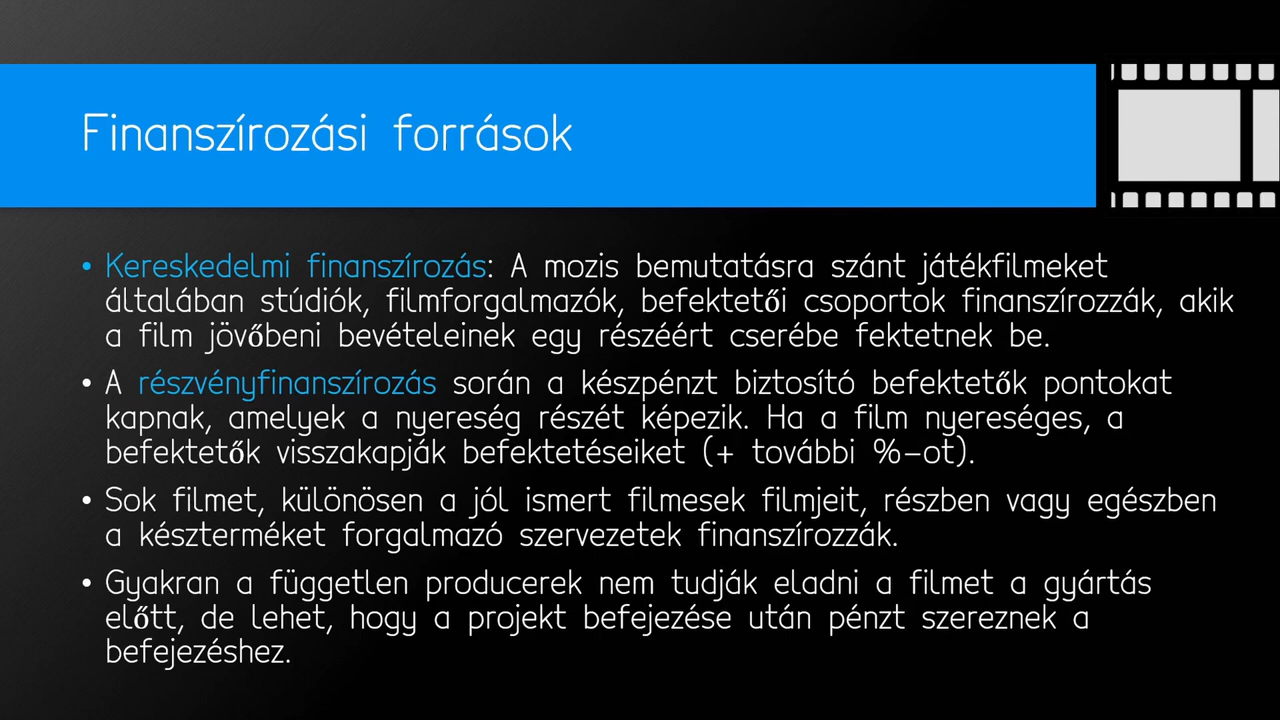 Finanszírozási források
• Kereskedelmi finanszírozás: A mozis bemutatásra szánt játékfilmeket
általában stúdiók, filmforgalmazók, befektetői csoportok finanszírozzák, akik
a film jövőbeni bevételeinek egy részéért cserébe fektetnek be.
• A részvényfinanszírozás során a készpénzt biztosító befektetők pontokat
kapnak, amelyek a nyereség részét képezik. Ha a film nyereséges, a
befektetők visszakapják befektetéseiket (+ további %-ot).
• Sok filmet, különösen a jól ismert filmesek filmjeit, részben vagy egészben
a készterméket forgalmazó szervezetek finanszírozzák.
• Gyakran a független producerek nem tudják eladni a filmet a gyártás
előtt, de lehet, hogy a projekt befejezése után pénzt szereznek a
befejezéshez.